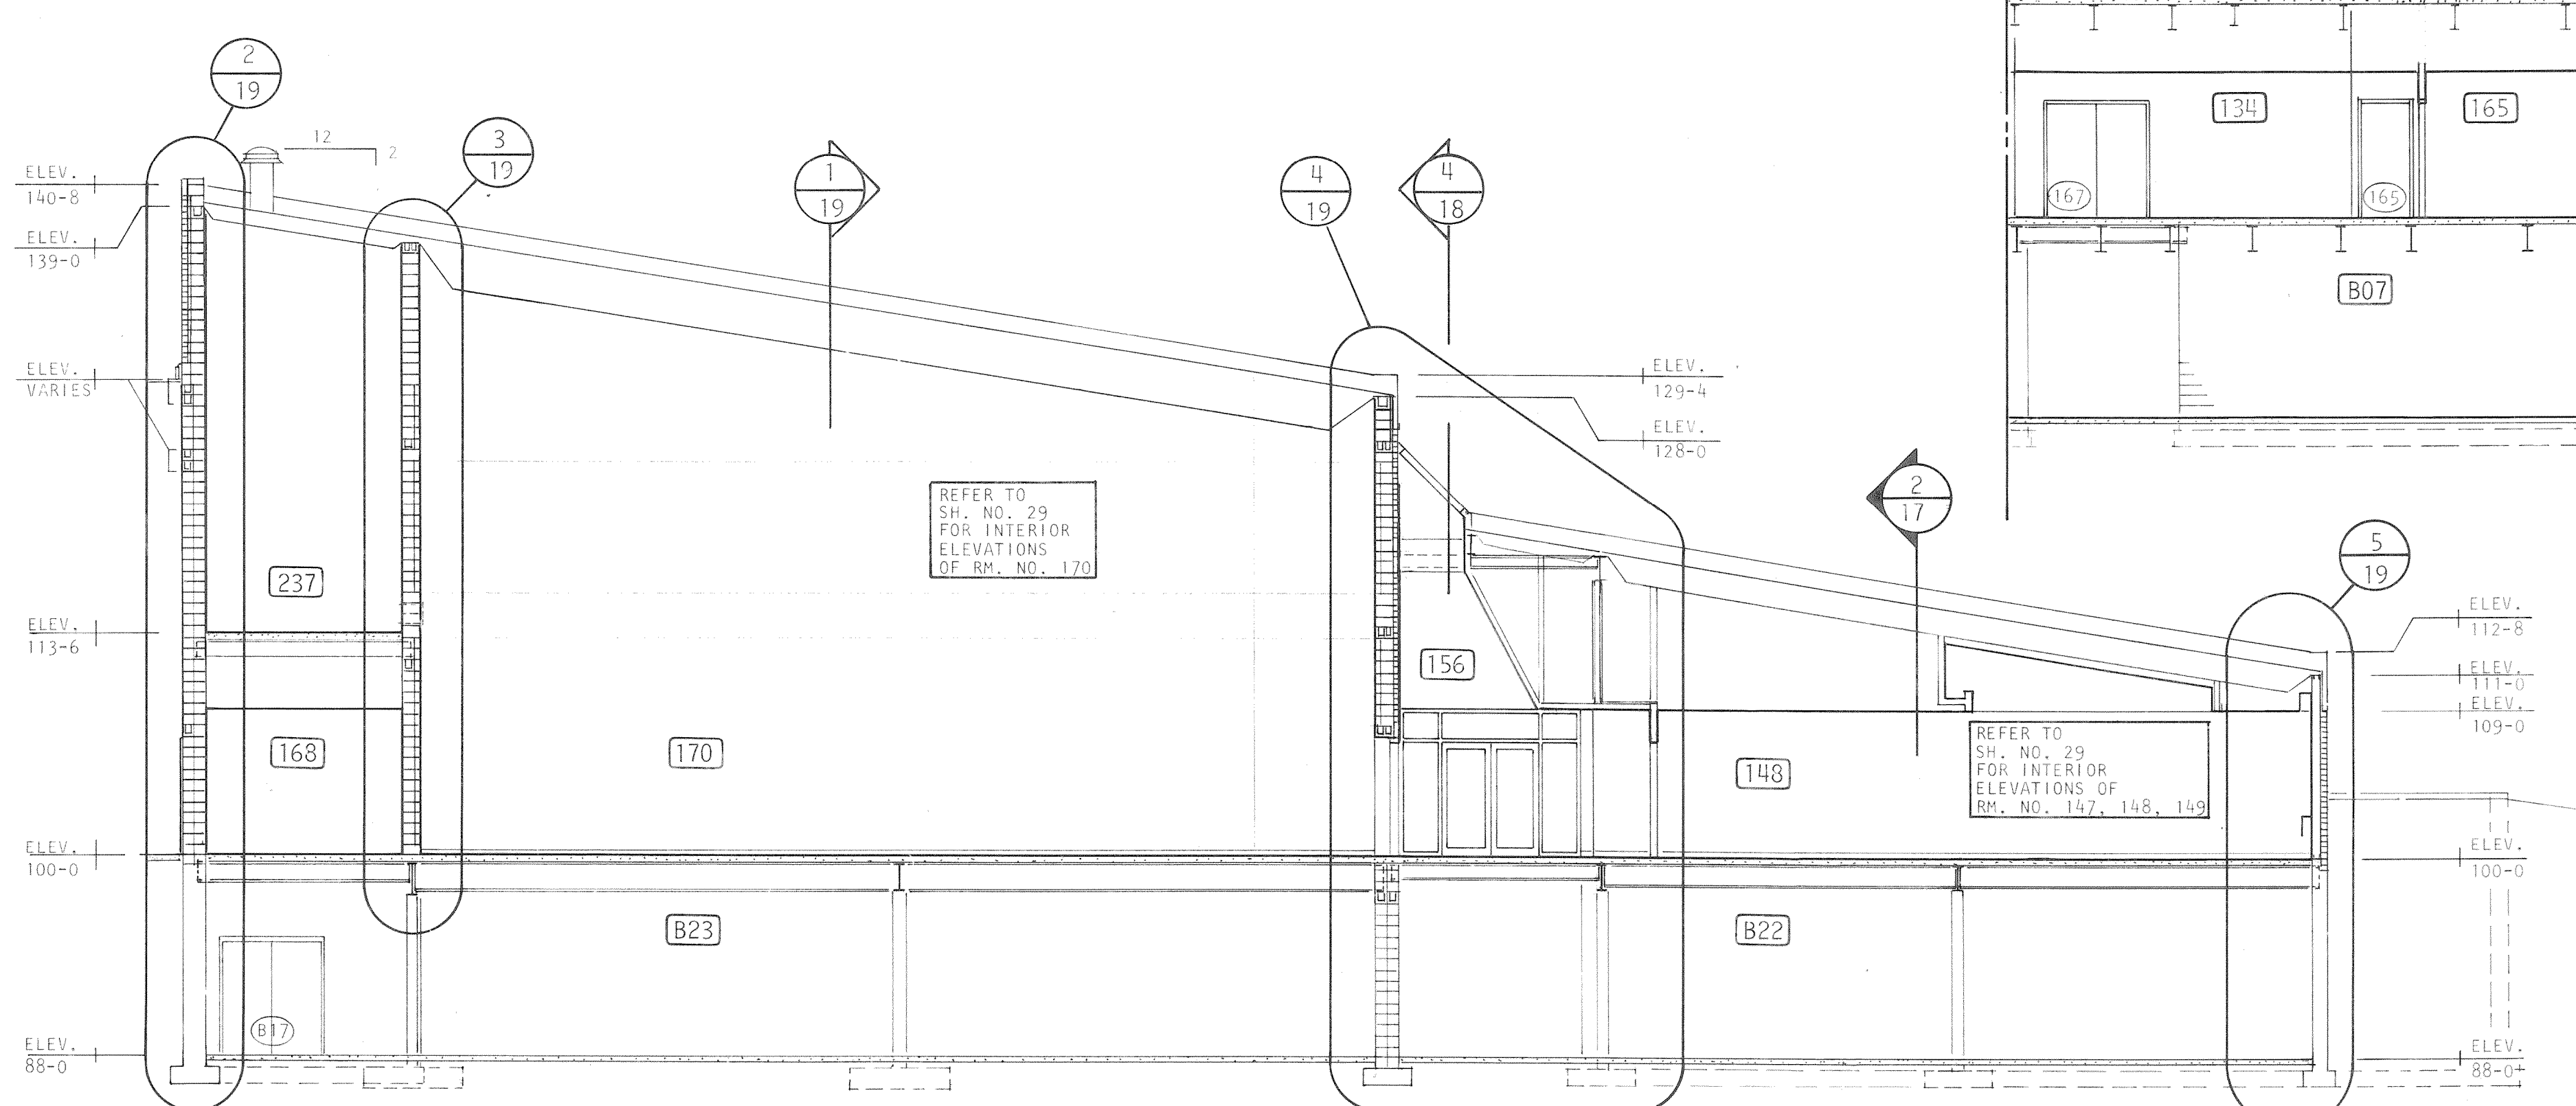 2
19
12
2
3
19
1
19
4
19
4
18
134
165
167
165
B07
ELEV.
140-8
ELEV.
139-0
ELEV.
VARIES
ELEV.
129-4
ELEV.
128-0
REFER TO
SH. NO. 29
FOR INTERIOR
ELEVATIONS
OF RM. NO. 170
2
17
5
19
237
ELEV.
113-6
ELEV.
112-8
156
ELEV.
111-0
ELEV.
109-0
168
170
148
REFER TO
SH. NO. 29
FOR INTERIOR
ELEVATIONS OF
RM. NO. 147, 148, 149
ELEV.
100-0
ELEV.
100-0
B23
B22
B17
ELEV.
88-0
ELEV.
88-0+